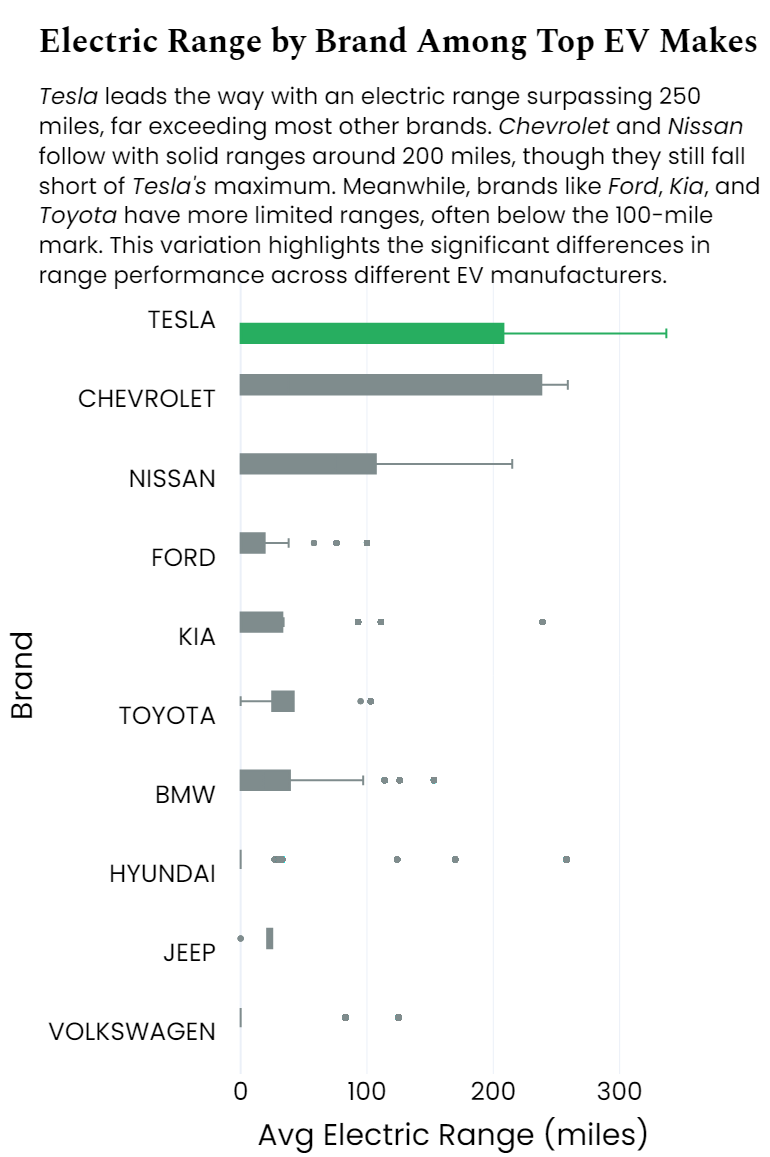 Electric Range by Brand Among Top EV Makes
Tesla leads the way with an electric range surpassing 250
miles, far exceeding most other brands. Chevrolet and Nissan
follow with solid ranges around 200 miles, though they still fall
short of Tesla's maximum. Meanwhile, brands like Ford, Kia, and
Toyota have more limited ranges, often below the 100-mile
mark. This variation highlights the significant differences in
range performance across different EV manufacturers.
TESLA
CHEVROLET
NISSAN
FORD
KIA
TOYOTA
BMW
HYUNDAI
JEEP
VOLKSWAGEN
Brand
0 100 200 300
Avg Electric Range (miles)